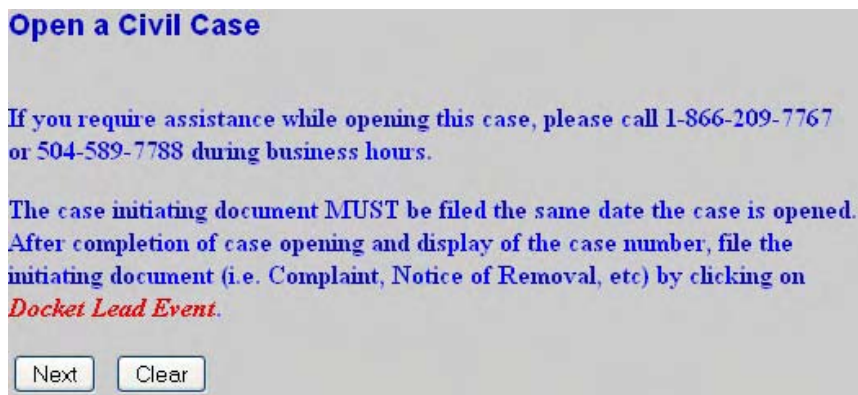 Open a Civil Case
If you require assistance while opening this case, please call 1-866-209-7767
or 504-589-7788 during business hours.
The case initiating document MUST be filed the same date the case is opened.
After completion of case opening and display of the case number, file the
initiating document (i.e. Complaint, Notice of Removal, etc) by clicking on
Docket Lead Event.
Next Clear